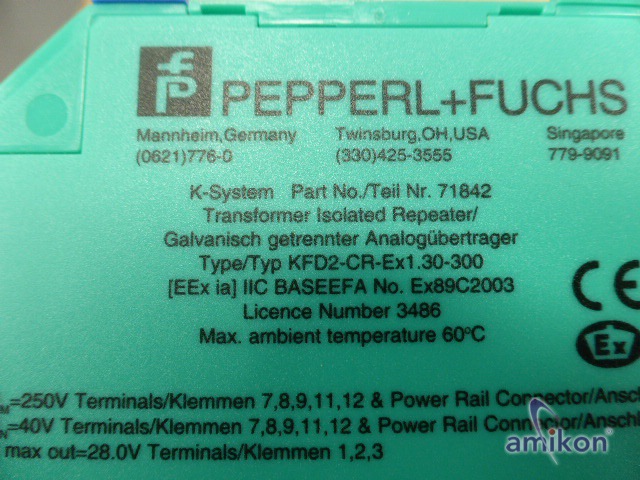 PEPPERL+FUCHS
Mannheim,Germany Twinsburg,OH,USA Singapore
(0621)776-0 (330)425-3555 779-9091
K-System Part No./Teil Nr. 71842
Transformer Isolated Repeater/
Galvanisch getrennter Analogübertrager
Type/Typ KFD2-CR-Ex1.30-300
[EEx ia] IIC BASEEFA No. Ex89C2003
Licence Number 3486
Max. ambient temperature 60°C
CE
Ex
=250V Terminals/Klemmen 7,8,9,11,12 & Power Rail Connector/Ansch
=40V Terminals/Klemmen 7,8,9,11,12 & Power Rail Connector/Anschl
max out=28.0V Terminals/Klemmen 1,2,3
amikon